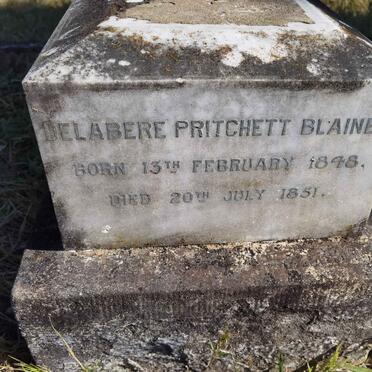 DELABERE PRITCHETT BLAINE
BORN 13TH FEBRUARY 1848.
DIED 20TH JULY 1851.